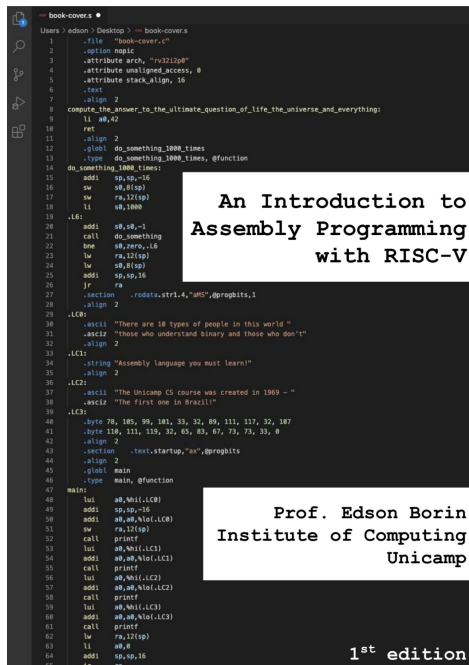 book-cover.s
Users > edson > Desktop > book-cover.s
1 .file "book-cover.c"
2 .option nopic
3 .attribute arch, "rv32i2p0"
4 .attribute unaligned_access, 0
5 .attribute stack_align, 16
6 .text
7 .align 2
8 compute_the_answer_to_the_ultimate_question_of_life_the_universe_and_everything:
9 li a0,42
10 ret
11 .align 2
12 .globl do_something_1000_times
13 .type do_something_1000_times, @function
14 do_something_1000_times:
15 addi sp,sp,-16
16 sw s0,8(sp)
17 sw ra,12(sp)
18 li s0,1000
19 .L6:
20 addi s0,s0,-1
21 call do_something
22 bne s0,zero,.L6
23 lw ra,12(sp)
24 lw s0,8(sp)
25 addi sp,sp,16
26 jr ra
27 .section .rodata.str1.4,"aMS",@progbits,1
28 .align 2
29 .LC0:
30 .ascii "There are 10 types of people in this world "
31 .asciz "those who understand binary and those who don't"
32 .align 2
33 .LC1:
34 .string "Assembly language you must learn!"
35 .align 2
36 .LC2:
37 .ascii "The Unicamp CS course was created in 1969 – "
38 .asciz "The first one in Brazil!"
39 .LC3:
40 .byte 78, 105, 99, 101, 33, 32, 89, 111, 117, 32, 107
41 .byte 110, 111, 119, 32, 65, 83, 67, 73, 73, 33, 0
42 .align 2
43 .section .text.startup,"ax",@progbits
44 .align 2
45 .globl main
46 .type main, @function
47 main:
48 lui a0,%hi(.LC0)
49 addi sp,sp,-16
50 addi a0,a0,%lo(.LC0)
51 sw ra,12(sp)
52 call printf
53 lui a0,%hi(.LC1)
54 addi a0,a0,%lo(.LC1)
55 call printf
56 lui a0,%hi(.LC2)
57 addi a0,a0,%lo(.LC2)
58 call printf
59 lui a0,%hi(.LC3)
60 addi a0,a0,%lo(.LC3)
61 call printf
62 lw ra,12(sp)
63 li a0,0
64 addi sp,sp,16
An Introduction to
Assembly Programming
with RISC-V
Prof. Edson Borin
Institute of Computing
Unicamp
1st edition